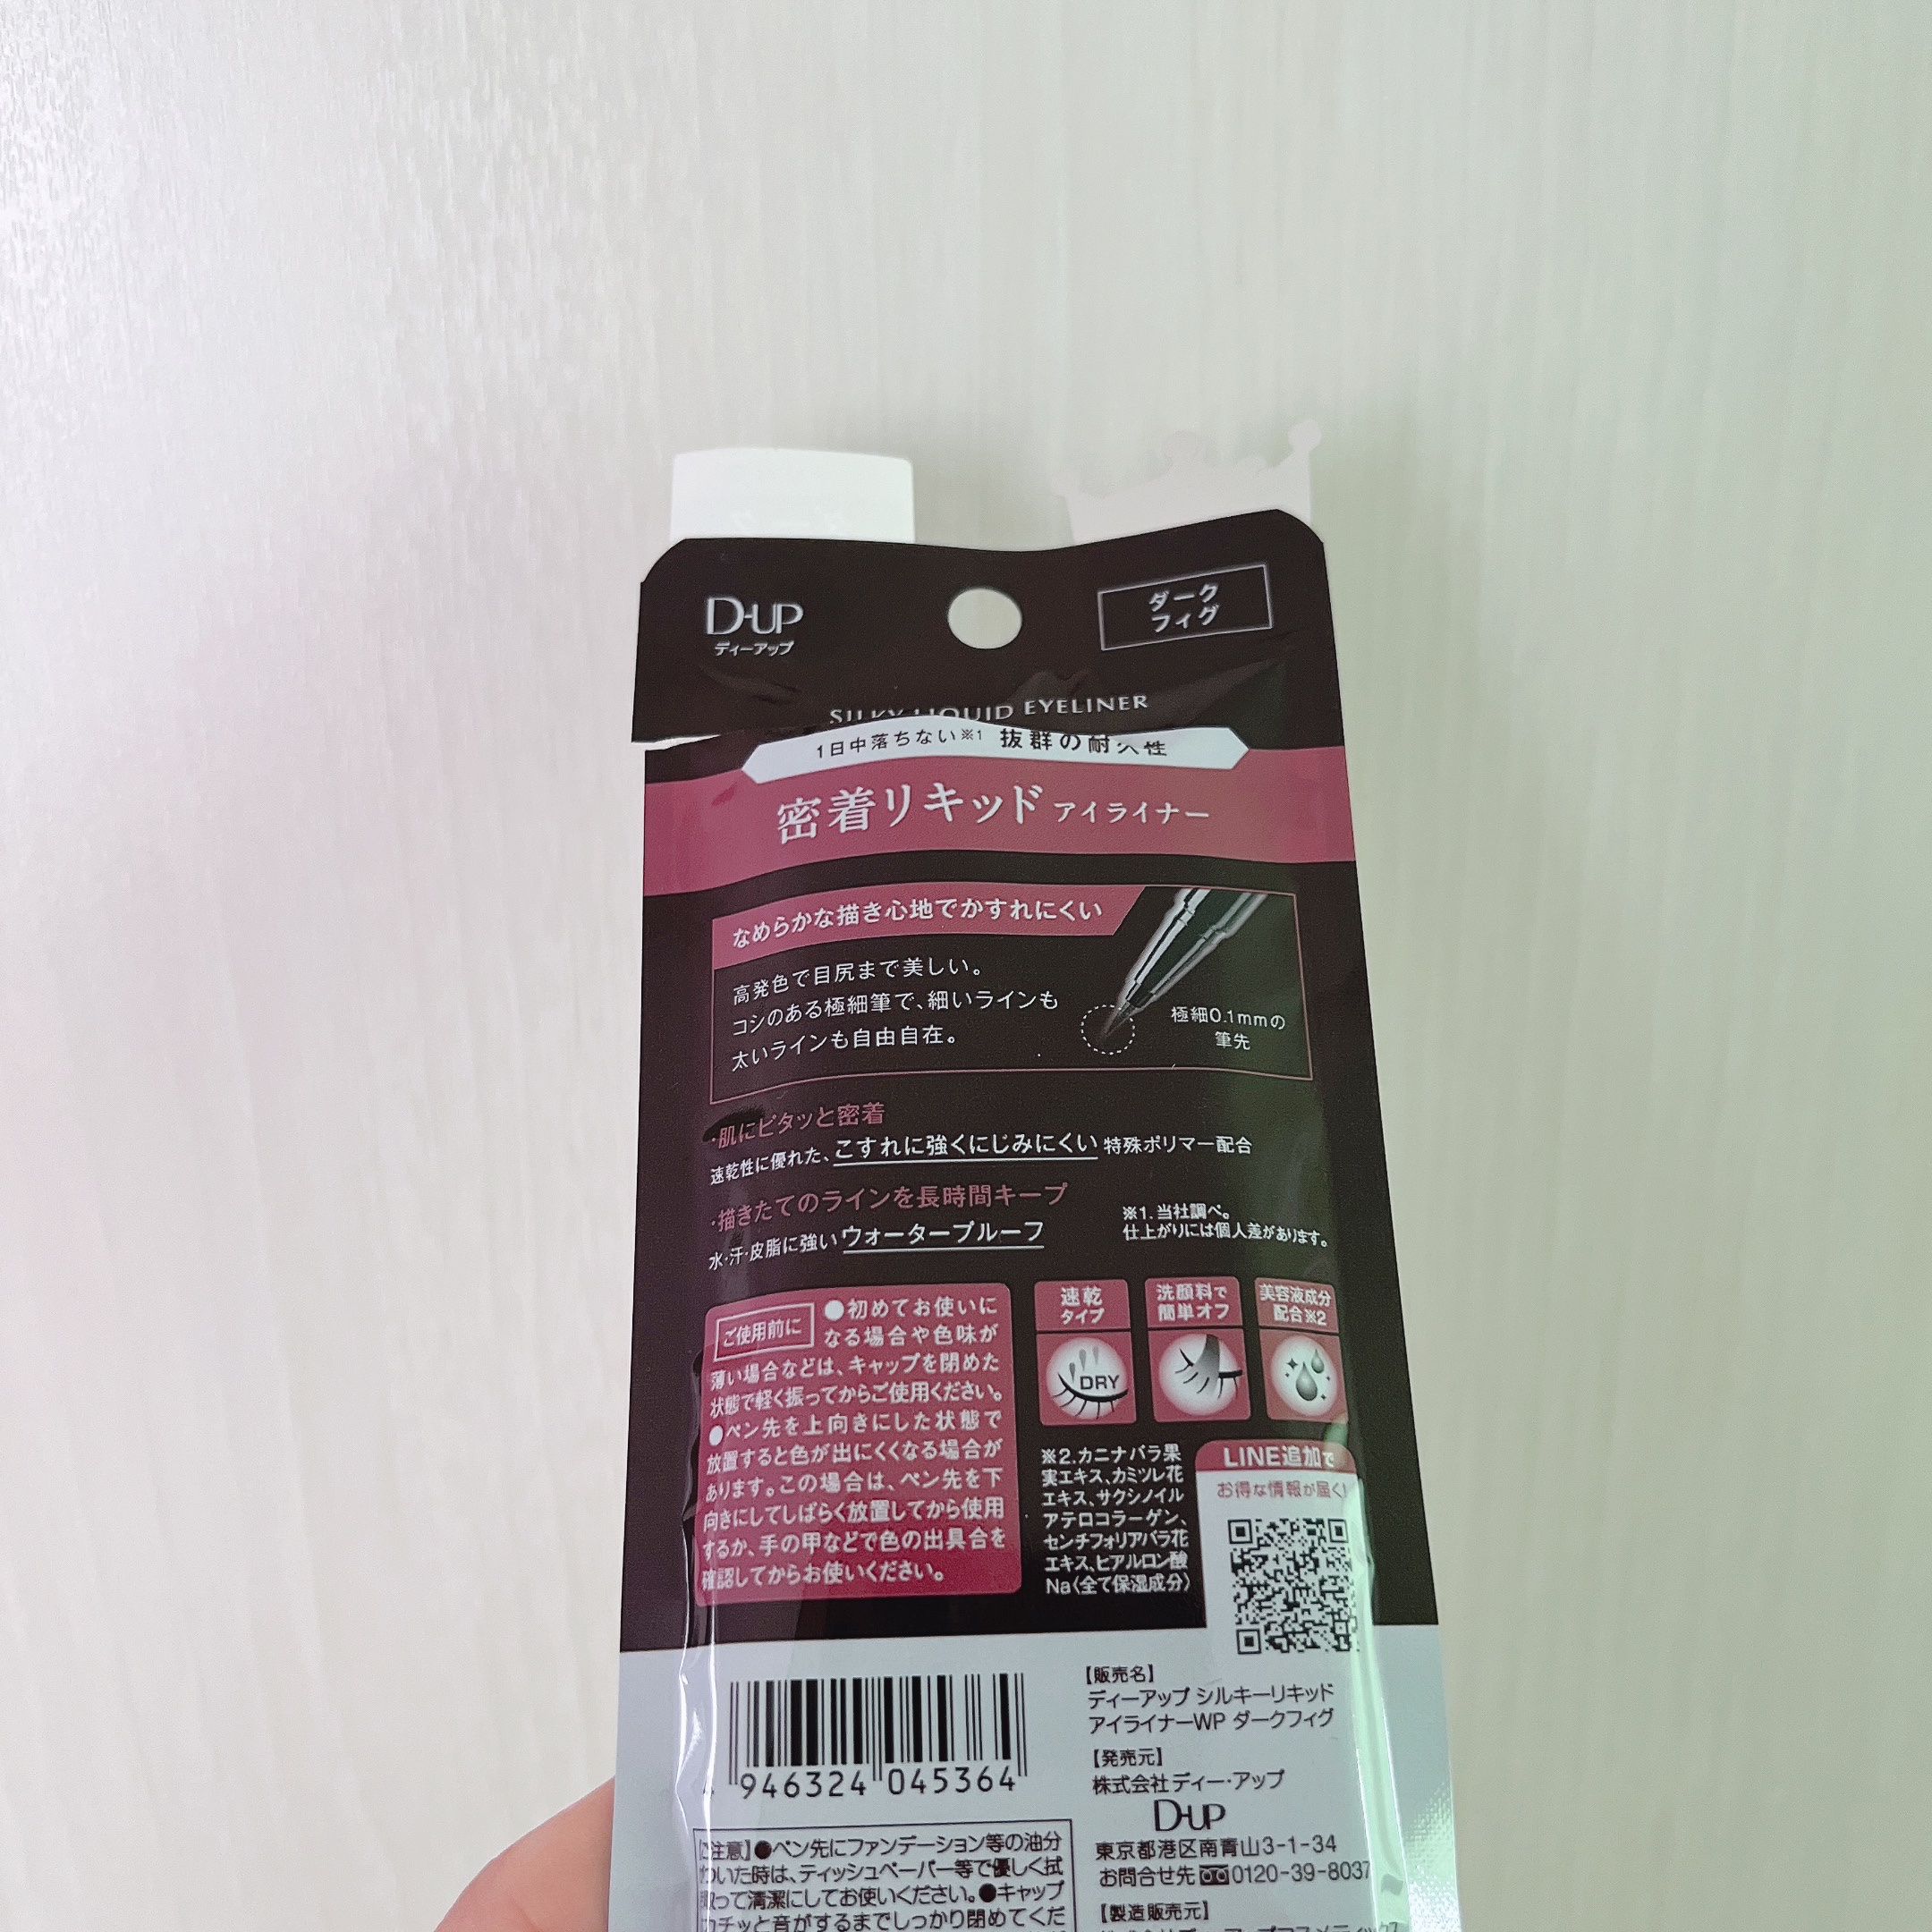 D-UP
ディーアップ
ダーク
フィグ
SILKY LIQUID EYELINER
1日中落ちない※1 抜群の耐久性
密着リキッドアイライナー
なめらかな描き心地でかすれにくい
高発色で目尻まで美しい。
コシのある極細筆で、細いラインも
太いラインも自由自在。
極細0.1mmの
筆先
・肌にピタッと密着
速乾性に優れた、こすれに強くにじみにくい 特殊ポリマー配合
・描きたてのラインを長時間キープ
水・汗・皮脂に強いウォータープルーフ
※1.当社調べ。
仕上がりには個人差があります。
ご使用前に
●初めてお使いに
なる場合や色味が
薄い場合などは、キャップを閉めた
状態で軽く振ってからご使用ください。
●ペン先を上向きにした状態で
放置すると色が出にくくなる場合が
あります。この場合は、ペン先を下
向きにしてしばらく放置してから使用
するか、手の甲などで色の出具合を
確認してからお使いください。
速乾
タイプ
DRY
洗顔料で
簡単オフ
美容液成分
配合※2
※2.カニナバラ果
実エキス、カミツレ花
エキス、サクシノイル
アテロコラーゲン、
センチフォリアバラ花
エキス、ヒアルロン酸
Na〈全て保湿成分〉
LINE追加で
お得な情報が届く!
946324 045364
【販売名】
ディーアップ シルキーリキッド
アイライナーWP ダークフィグ
【発売元】
株式会社ディー・アップ
D-UP
東京都港区南青山3-1-34
お問合せ先 0120-39-8037
【製造販売元】
【ご注意】●ペン先にファンデーション等の油分
ついた時は、ティッシュペーパー等で優しく拭
取って清潔にしてお使いください。●キャップ
カチッと音がするまでしっかり閉めてくだ